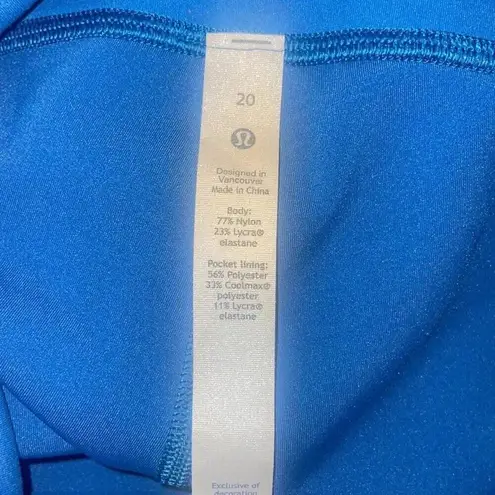 20
Designed in
Vancouver
Made in China
Body:
77% Nylon
23% Lycra®
elastane
Pocket lining:
56% Polyester
33% Coolmax®
polyester
11% Lycra®
elastane
Exclusive of
decoration